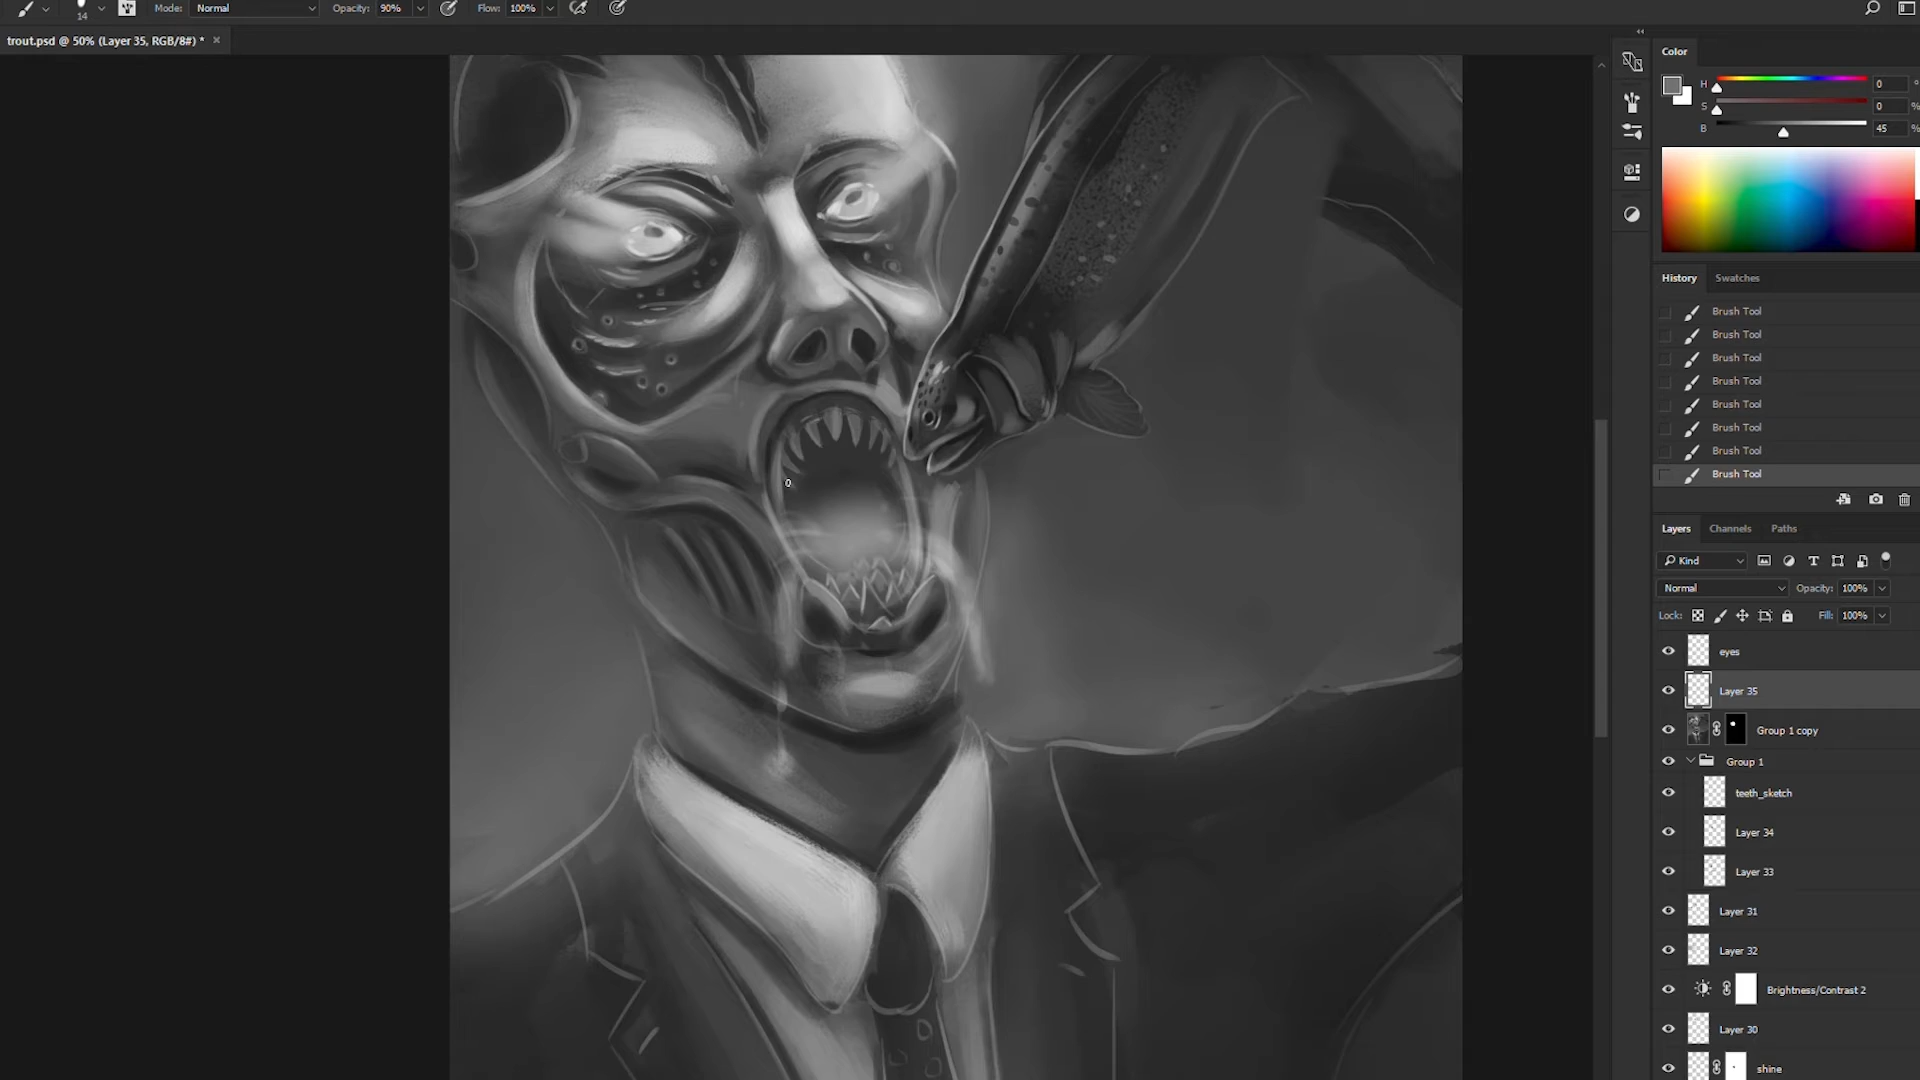 14
Mode: Normal Opacity: 90% Flow: 100%
trout.psd @ 50% (Layer 35, RGB/8#) * ×
Color
H 0 °
S 0 %
B 45 %
History Swatches
Brush Tool
Brush Tool
Brush Tool
Brush Tool
Brush Tool
Brush Tool
Brush Tool
Brush Tool
Layers Channels Paths
Kind
Normal Opacity: 100%
Lock: Fill: 100%
eyes
Layer 35
Group 1 copy
Group 1
teeth_sketch
Layer 34
Layer 33
Layer 31
Layer 32
Brightness/Contrast 2
Layer 30
shine